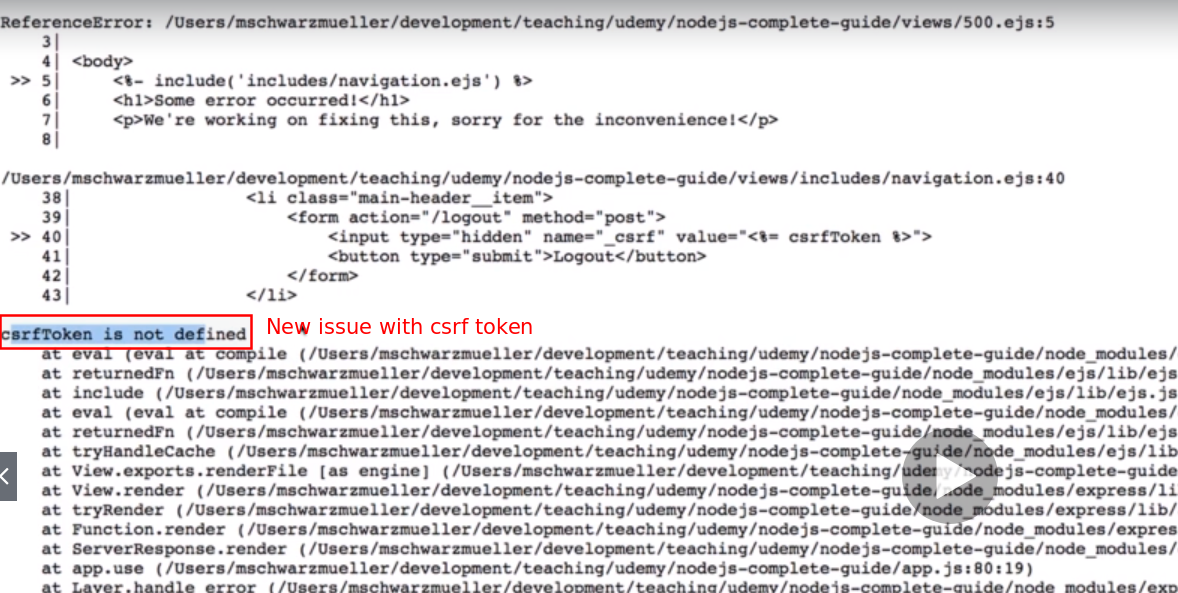 ReferenceError: /Users/mschwarzmueller/development/teaching/udemy/nodejs-complete-guide/views/500.ejs:5
3|
4| <body>
>> 5| <%- include('includes/navigation.ejs') %>
6| <h1>Some error occurred!</h1>
7| <p>We're working on fixing this, sorry for the inconvenience!</p>
8|
/Users/mschwarzmueller/development/teaching/udemy/nodejs-complete-guide/views/includes/navigation.ejs:40
38| <li class="main-header__item">
39| <form action="/logout" method="post">
>> 40| <input type="hidden" name="_csrf" value="<%= csrfToken %>">
41| <button type="submit">Logout</button>
42| </form>
43| </li>
csrfToken is not defined New issue with csrf token
at eval (eval at compile (/Users/mschwarzmueller/development/teaching/udemy/nodejs-complete-guide/node_modules/
at returnedFn (/Users/mschwarzmueller/development/teaching/udemy/nodejs-complete-guide/node_modules/ejs/lib/ejs
at include (/Users/mschwarzmueller/development/teaching/udemy/nodejs-complete-guide/node_modules/ejs/lib/ejs.js
at eval (eval at compile (/Users/mschwarzmueller/development/teaching/udemy/nodejs-complete-guide/node_modules/
at returnedFn (/Users/mschwarzmueller/development/teaching/udemy/nodejs-complete-guide/node_modules/ejs/lib/ejs
at tryHandleCache (/Users/mschwarzmueller/development/teaching/udemy/nodejs-complete-guide/node_modules/ejs/lib
at View.exports.renderFile [as engine] (/Users/mschwarzmueller/development/teaching/udemy/nodejs-complete-guide
at View.render (/Users/mschwarzmueller/development/teaching/udemy/nodejs-complete-guide/node_modules/express/li
at tryRender (/Users/mschwarzmueller/development/teaching/udemy/nodejs-complete-guide/node_modules/express/lib/
at Function.render (/Users/mschwarzmueller/development/teaching/udemy/nodejs-complete-guide/node_modules/expres
at ServerResponse.render (/Users/mschwarzmueller/development/teaching/udemy/nodejs-complete-guide/node_modules/
at app.use (/Users/mschwarzmueller/development/teaching/udemy/nodejs-complete-guide/app.js:80:19)
at Layer.handle_error (/Users/mschwarzmueller/development/teaching/udemy/nodejs-complete-guide/node_modules/exp